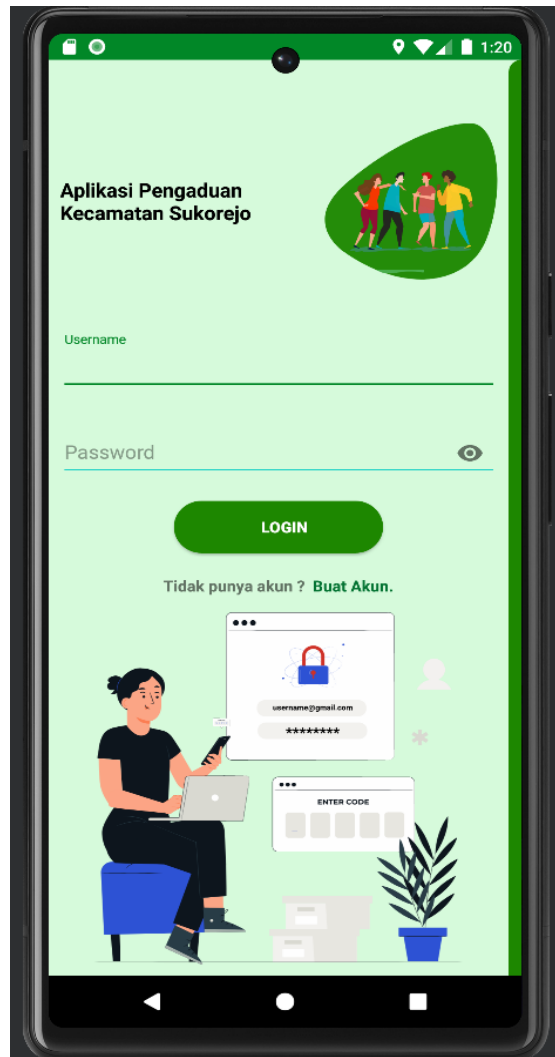 1:20
Aplikasi Pengaduan
Kecamatan Sukorejo
Username
Password
LOGIN
Tidak punya akun ? Buat Akun.
username@gmail.com
********
ENTER CODE